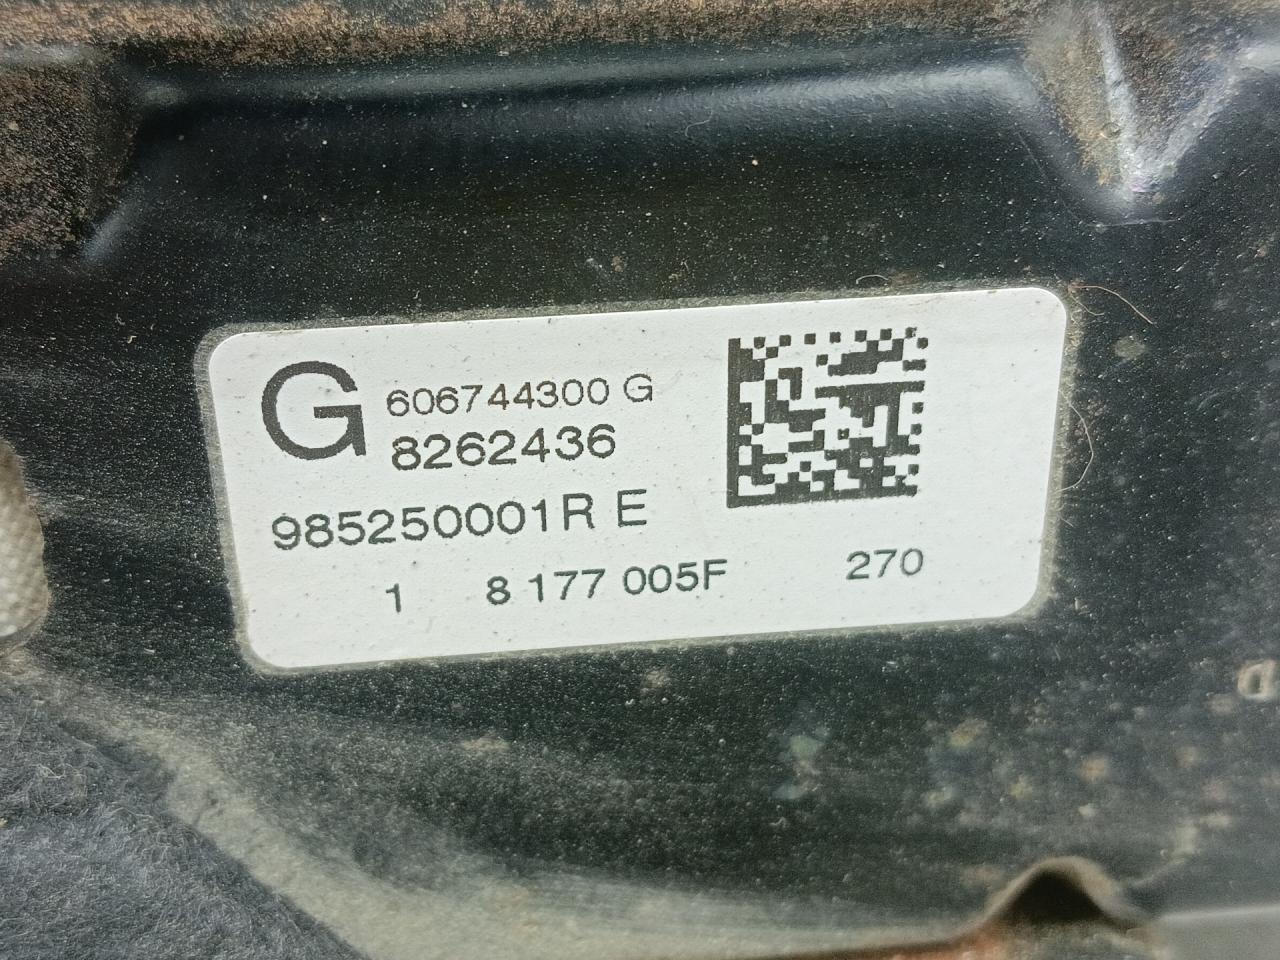 G 606744300 G
8262436
985250001R E
1 8 177 005F 270